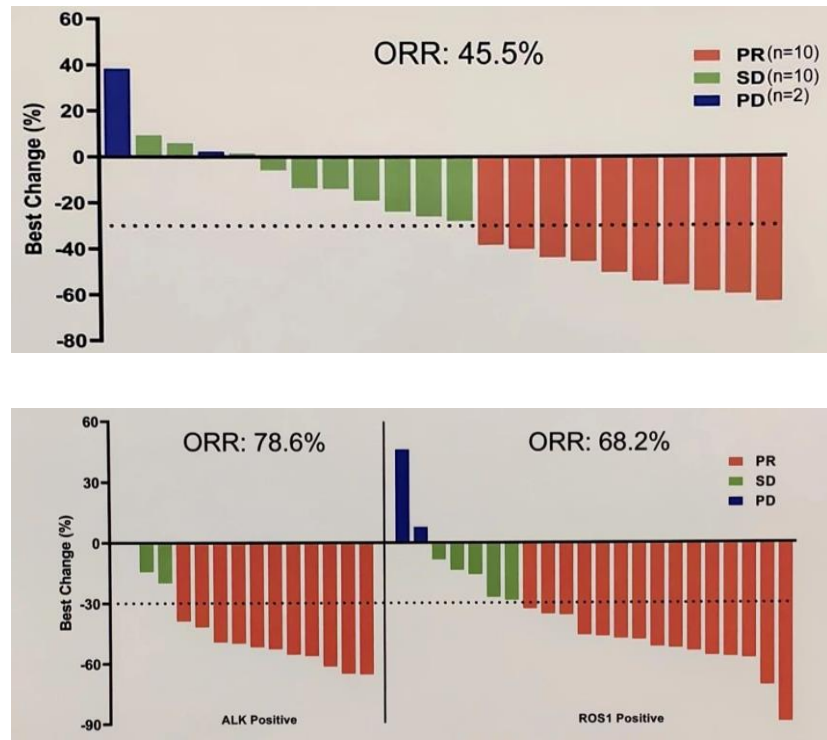 60
40
20
0
-20
-40
-60
-80
Best Change (%)
ORR: 45.5%
PR (n=10)
SD (n=10)
PD (n=2)
60
30
0
-30
-60
-90
Best Change (%)
ORR: 78.6%
ORR: 68.2%
PR
SD
PD
ALK Positive
ROS1 Positive